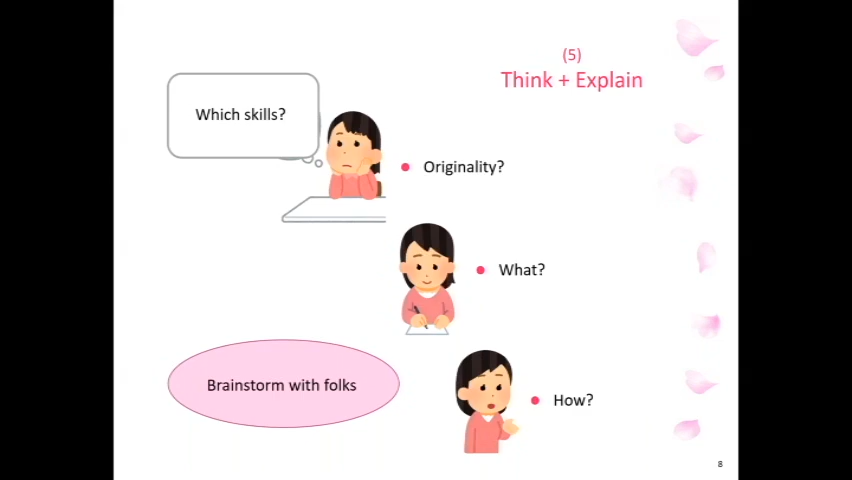 (5)
Think + Explain
Which skills?
Originality?
What?
Brainstorm with folks
How?
8